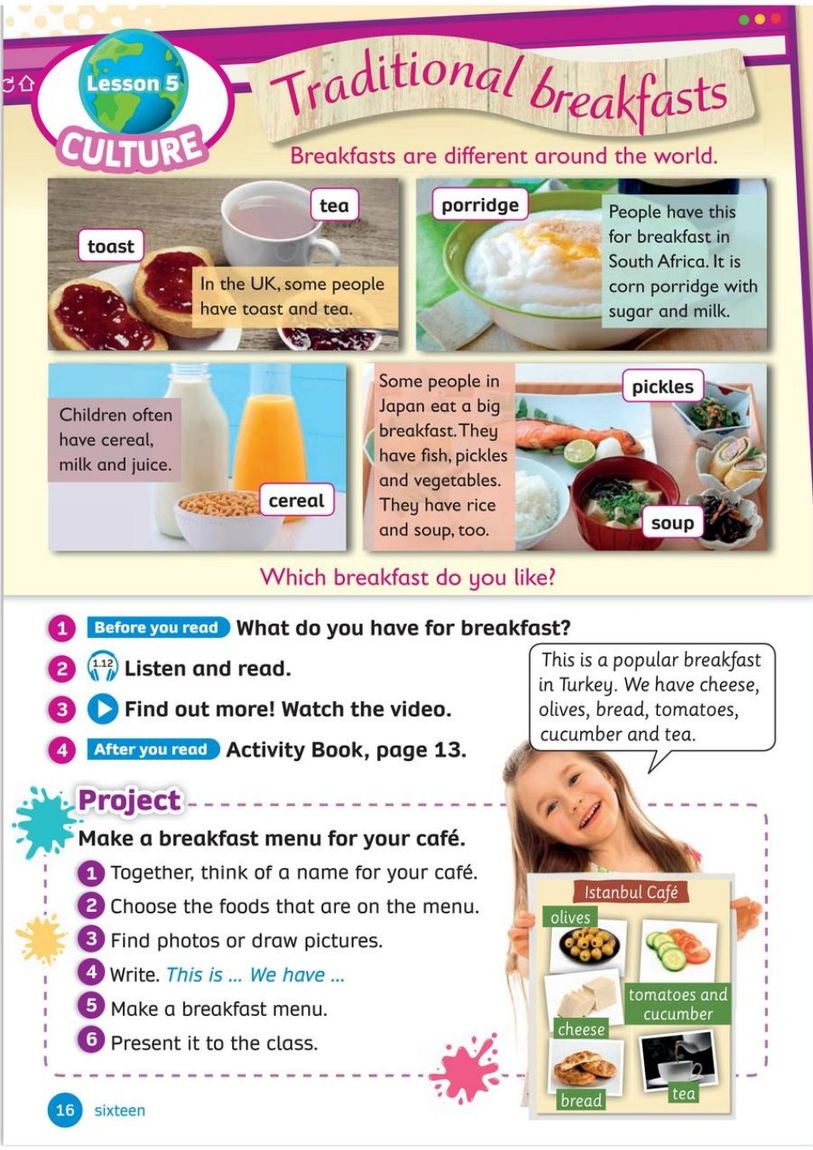 Lesson 5
CULTURE
Traditional breakfasts
Breakfasts are different around the world.
toast
tea
In the UK, some people
have toast and tea.
porridge
People have this
for breakfast in
South Africa. It is
corn porridge with
sugar and milk.
Children often
have cereal,
milk and juice.
cereal
Some people in
Japan eat a big
breakfast. They
have fish, pickles
and vegetables.
They have rice
and soup, too.
pickles
soup
Which breakfast do you like?
1 Before you read What do you have for breakfast?
2 1.12 Listen and read.
3 Find out more! Watch the video.
4 After you read Activity Book, page 13.
This is a popular breakfast
in Turkey. We have cheese,
olives, bread, tomatoes,
cucumber and tea.
Project
Make a breakfast menu for your café.
1 Together, think of a name for your café.
2 Choose the foods that are on the menu.
3 Find photos or draw pictures.
4 Write. This is ... We have ...
5 Make a breakfast menu.
6 Present it to the class.
Istanbul Café
olives
tomatoes and
cucumber
cheese
bread
tea
16 sixteen